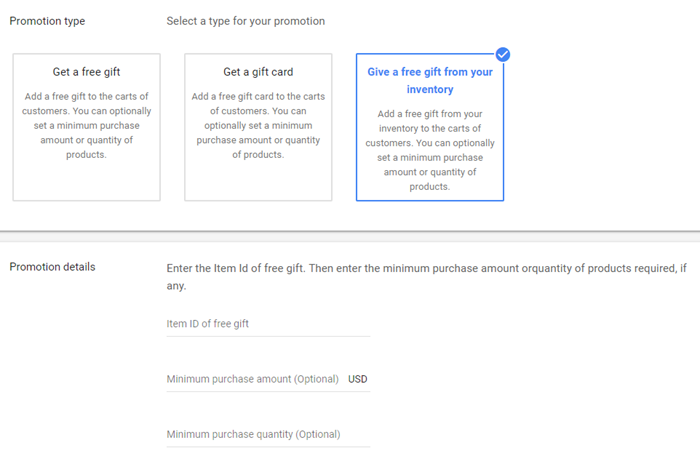 Promotion type
Select a type for your promotion
Get a free gift
Add a free gift to the carts of
customers. You can optionally
set a minimum purchase
amount or quantity of
products.
Get a gift card
Add a free gift card to the carts
of customers. You can
optionally set a minimum
purchase amount or quantity
of products.
Give a free gift from your
inventory
Add a free gift from your
inventory to the carts of
customers. You can optionally
set a minimum purchase
amount or quantity of
products.
Promotion details
Enter the Item Id of free gift. Then enter the minimum purchase amount orquantity of products required, if
any.
Item ID of free gift
Minimum purchase amount (Optional) USD
Minimum purchase quantity (Optional)